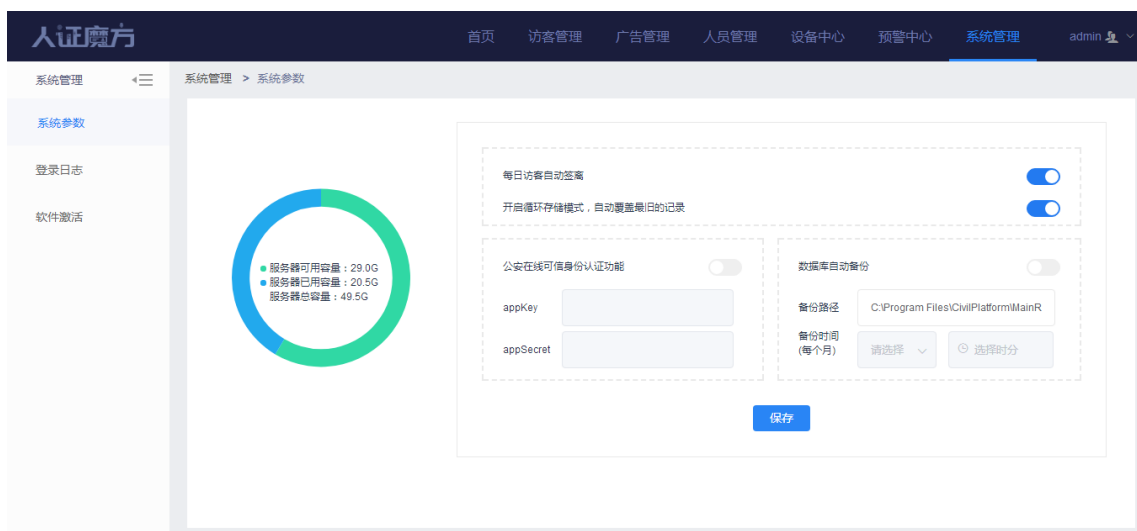 人证魔方
首页 访客管理 广告管理 人员管理 设备中心 预警中心 系统管理 admin
系统管理
系统参数
登录日志
软件激活
系统管理 > 系统参数
服务器可用容量：29.0G
服务器已用容量：20.5G
服务器总容量：49.5G
每日访客自动签离
开启循环存储模式，自动覆盖最旧的记录
公安在线可信身份认证功能
appKey
appSecret
数据库自动备份
备份路径 C:\Program Files\CivilPlatform\MainR
备份时间
(每个月) 请选择 选择时分
保存